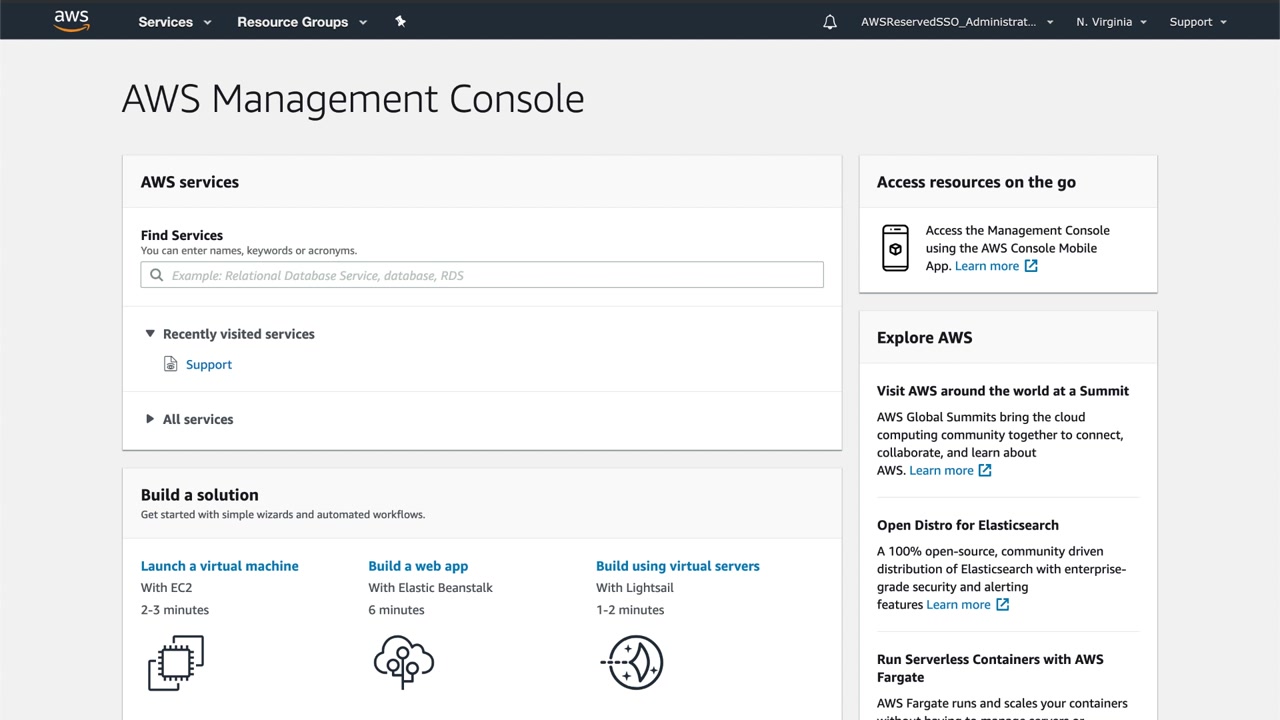 aws
Services
Resource Groups
AWSReservedSSO_Administrat...
N. Virginia
Support
AWS Management Console
AWS services
Find Services
You can enter names, keywords or acronyms.
Example: Relational Database Service, database, RDS
Recently visited services
Support
All services
Build a solution
Get started with simple wizards and automated workflows.
Launch a virtual machine
With EC2
2-3 minutes
Build a web app
With Elastic Beanstalk
6 minutes
Build using virtual servers
With Lightsail
1-2 minutes
Access resources on the go
Access the Management Console
using the AWS Console Mobile
App. Learn more
Explore AWS
Visit AWS around the world at a Summit
AWS Global Summits bring the cloud
computing community together to connect,
collaborate, and learn about
AWS. Learn more
Open Distro for Elasticsearch
A 100% open-source, community driven
distribution of Elasticsearch with enterprise-
grade security and alerting
features Learn more
Run Serverless Containers with AWS
Fargate
AWS Fargate runs and scales your containers
without having to manage servers or